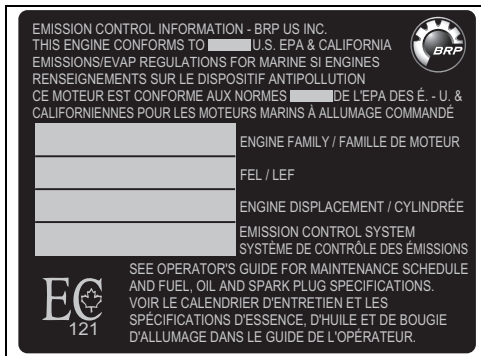 EMISSION CONTROL INFORMATION - BRP US INC.
THIS ENGINE CONFORMS TO U.S. EPA & CALIFORNIA
EMISSIONS/EVAP REGULATIONS FOR MARINE SI ENGINES
RENSEIGNEMENTS SUR LE DISPOSITIF ANTIPOLLUTION
CE MOTEUR EST CONFORME AUX NORMES DE L'EPA DES É. - U. &
CALIFORNIENNES POUR LES MOTEURS MARINS À ALLUMAGE COMMANDÉ
BRP
ENGINE FAMILY / FAMILLE DE MOTEUR
FEL / LEF
ENGINE DISPLACEMENT / CYLINDRÉE
EMISSION CONTROL SYSTEM
SYSTÈME DE CONTRÔLE DES ÉMISSIONS
EC
121
SEE OPERATOR'S GUIDE FOR MAINTENANCE SCHEDULE
AND FUEL, OIL AND SPARK PLUG SPECIFICATIONS.
VOIR LE CALENDRIER D'ENTRETIEN ET LES
SPÉCIFICATIONS D'ESSENCE, D'HUILE ET DE BOUGIE
D'ALLUMAGE DANS LE GUIDE DE L'OPÉRATEUR.